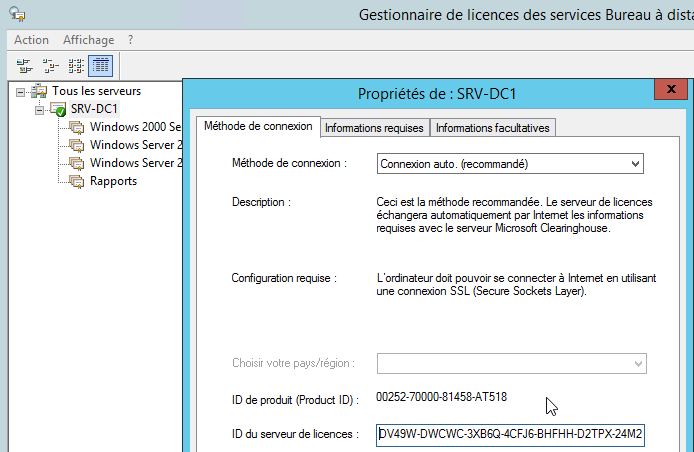 Gestionnaire de licences des services Bureau à dista
Action Affichage ?
Tous les serveurs
SRV-DC1
Windows 2000 Se
Windows Server 2
Windows Server 2
Rapports
Propriétés de : SRV-DC1
x
Méthode de connexion Informations requises Informations facultatives
Méthode de connexion : Connexion auto. (recommandé)
Description : Ceci est la méthode recommandée. Le serveur de licences
échangera automatiquement par Internet les informations
requises avec le serveur Microsoft Clearinghouse.
Configuration requise : L'ordinateur doit pouvoir se connecter à Internet en utilisant
une connexion SSL (Secure Sockets Layer).
Choisir votre pays/région :
ID de produit (Product ID) : 00252-70000-81458-AT518
ID du serveur de licences : DV49W-DWCWC-3XB6Q-4CFJ6-BHFHH-D2TPX-24M2